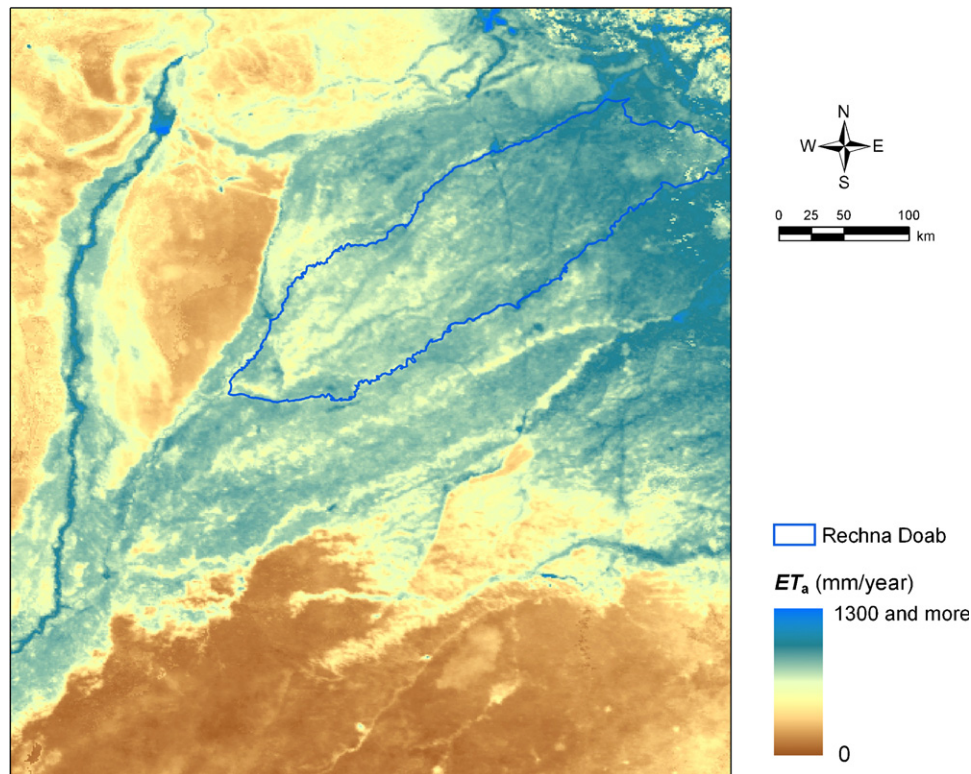 N
W E
S
0 25 50 100
km
Rechna Doab
ETa (mm/year)
1300 and more
0